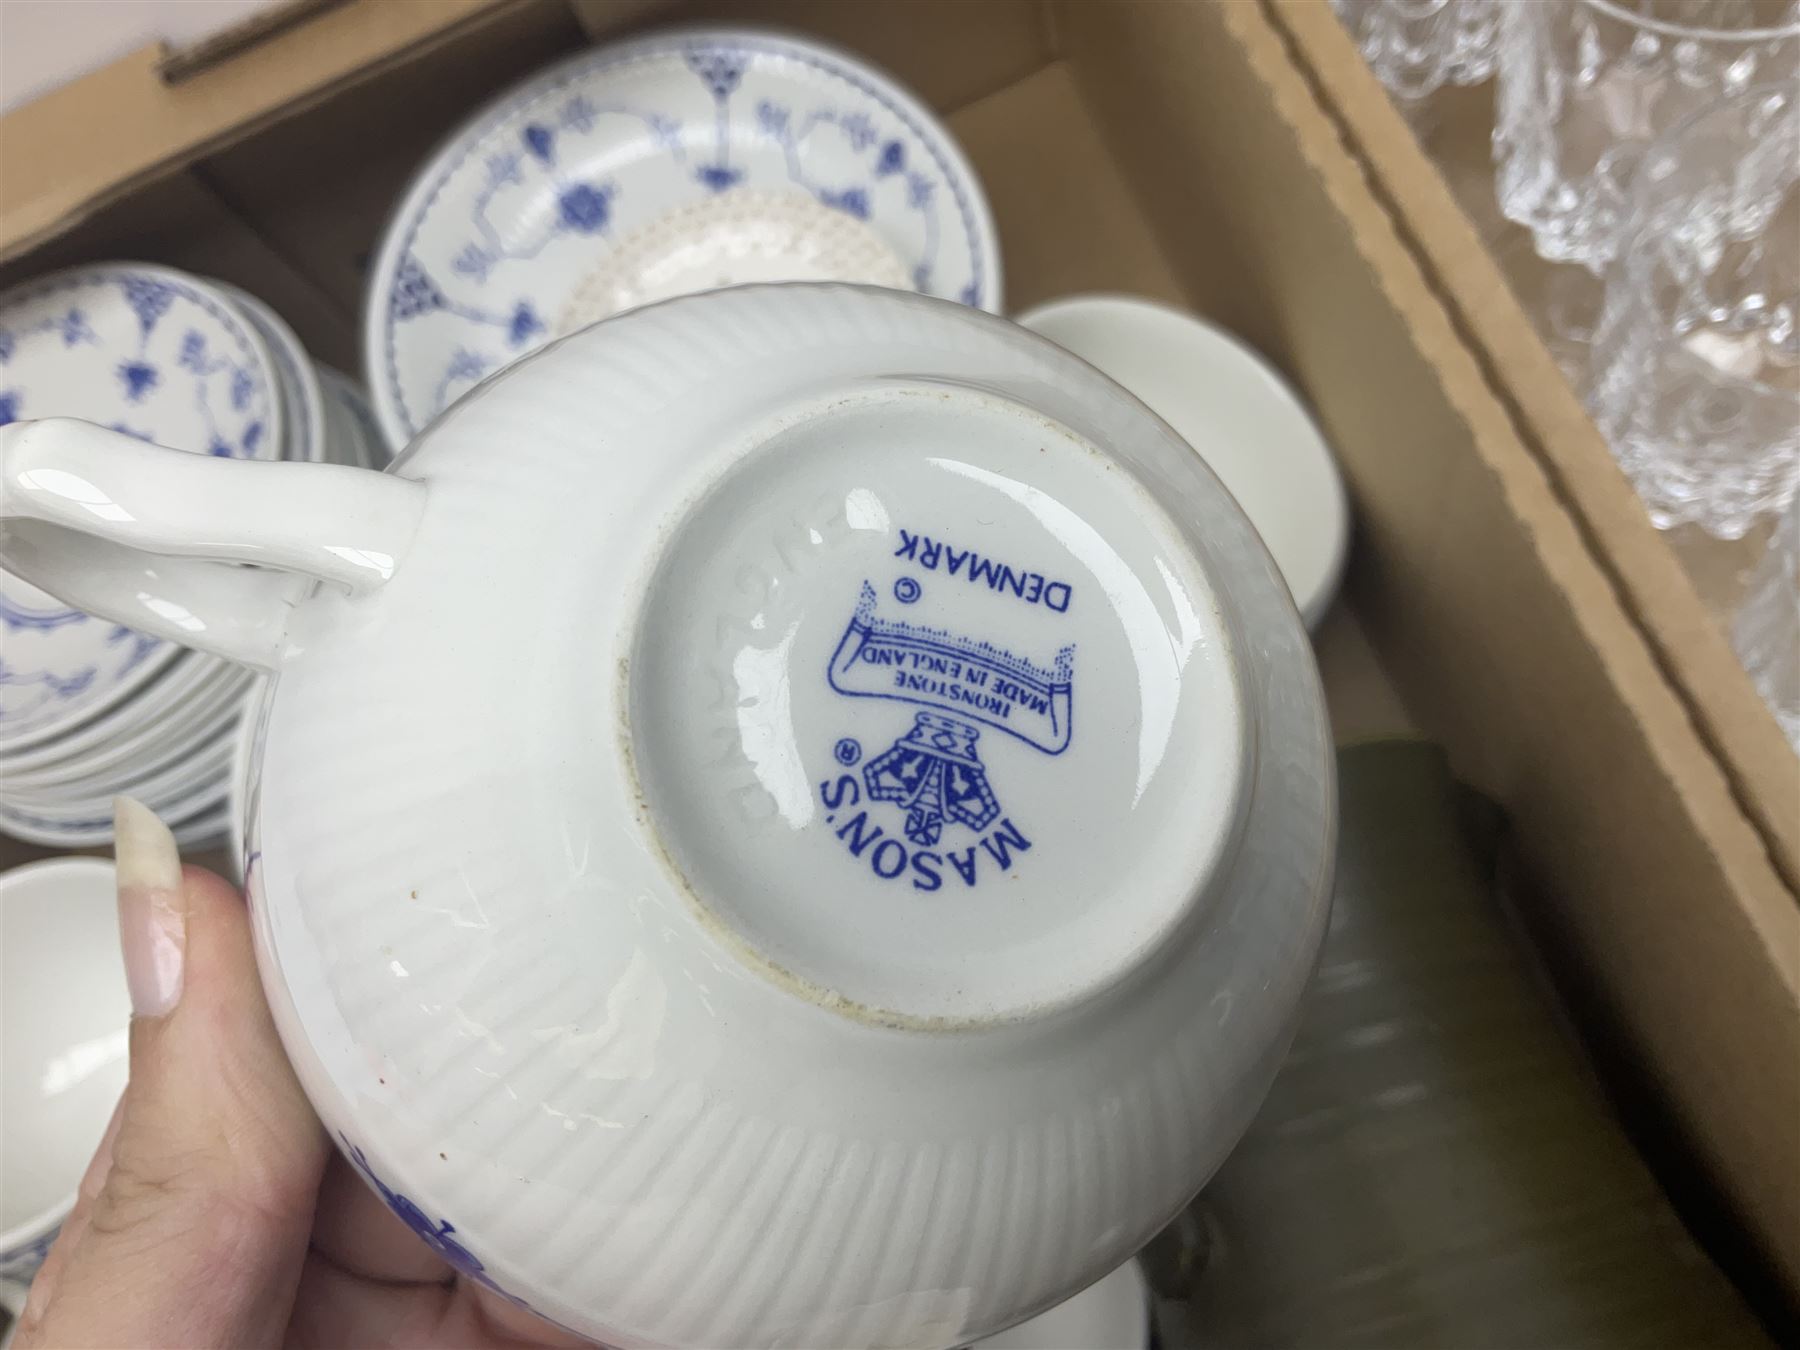 MASON'S ®
IRONSTONE
MADE IN ENGLAND
©
DENMARK